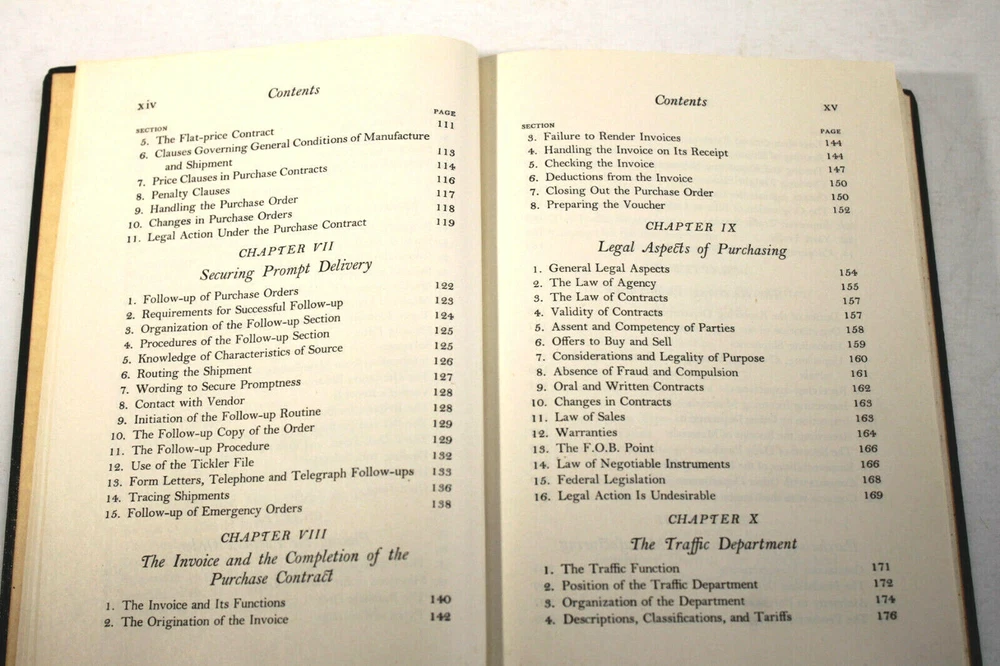 xiv
Contents
SECTION PAGE
5. The Flat-price Contract 111
6. Clauses Governing General Conditions of Manufacture
and Shipment 113
7. Price Clauses in Purchase Contracts 114
8. Penalty Clauses 116
9. Handling the Purchase Order 117
10. Changes in Purchase Orders 118
11. Legal Action Under the Purchase Contract 119
CHAPTER VII
Securing Prompt Delivery
1. Follow-up of Purchase Orders 122
2. Requirements for Successful Follow-up 123
3. Organization of the Follow-up Section 124
4. Procedures of the Follow-up Section 125
5. Knowledge of Characteristics of Source 125
6. Routing the Shipment 126
7. Wording to Secure Promptness 127
8. Contact with Vendor 128
9. Initiation of the Follow-up Routine 128
10. The Follow-up Copy of the Order 129
11. The Follow-up Procedure 129
12. Use of the Tickler File 132
13. Form Letters, Telephone and Telegraph Follow-ups 133
14. Tracing Shipments 136
15. Follow-up of Emergency Orders 138
CHAPTER VIII
The Invoice and the Completion of the
Purchase Contract
1. The Invoice and Its Functions 140
2. The Origination of the Invoice 142
Contents
xv
SECTION PAGE
3. Failure to Render Invoices 144
4. Handling the Invoice on Its Receipt 144
5. Checking the Invoice 147
6. Deductions from the Invoice 150
7. Closing Out the Purchase Order 150
8. Preparing the Voucher 152
CHAPTER IX
Legal Aspects of Purchasing
1. General Legal Aspects 154
2. The Law of Agency 155
3. The Law of Contracts 157
4. Validity of Contracts 157
5. Assent and Competency of Parties 158
6. Offers to Buy and Sell 159
7. Considerations and Legality of Purpose 160
8. Absence of Fraud and Compulsion 161
9. Oral and Written Contracts 162
10. Changes in Contracts 163
11. Law of Sales 163
12. Warranties 164
13. The F.O.B. Point 166
14. Law of Negotiable Instruments 166
15. Federal Legislation 168
16. Legal Action Is Undesirable 169
CHAPTER X
The Traffic Department
1. The Traffic Function 171
2. Position of the Traffic Department 172
3. Organization of the Department 174
4. Descriptions, Classifications, and Tariffs 176